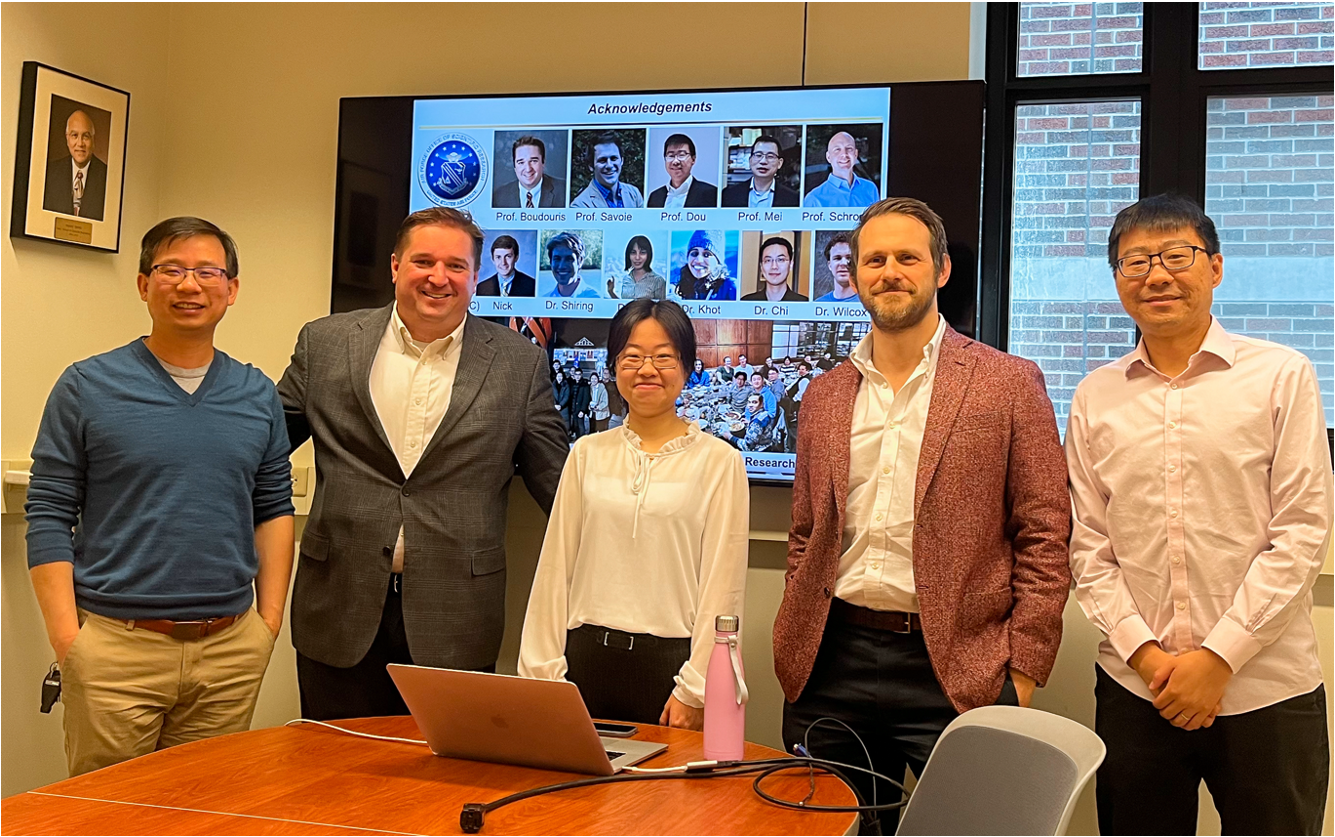 Acknowledgements
Prof. Boudouris Prof. Savoie Prof. Dou Prof. Mei
C) Nick Dr. Shiring Dr. Khot Dr. Chi Dr. Wilcox
Research